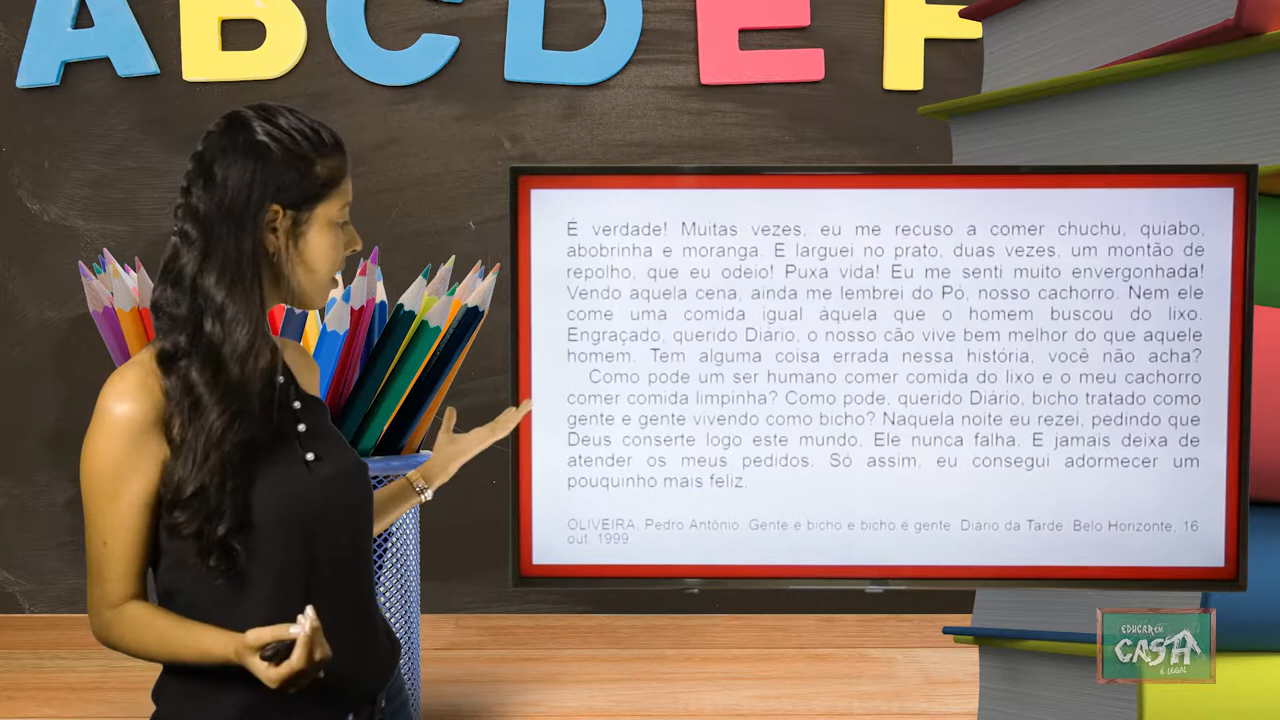 A B C D E F
É verdade! Muitas vezes, eu me recuso a comer chuchu, quiabo,
abobrinha e moranga. E larguei no prato, duas vezes, um montão de
repolho, que eu odeio! Puxa vida! Eu me senti muito envergonhada!
Vendo aquela cena, ainda me lembrei do Pó, nosso cachorro. Nem ele
come uma comida igual àquela que o homem buscou do lixo.
Engraçado, querido Diário, o nosso cão vive bem melhor do que aquele
homem. Tem alguma coisa errada nessa história, você não acha?
Como pode um ser humano comer comida do lixo e o meu cachorro
comer comida limpinha? Como pode, querido Diário, bicho tratado como
gente e gente vivendo como bicho? Naquela noite eu rezei, pedindo que
Deus conserte logo este mundo. Ele nunca falha. E jamais deixa de
atender os meus pedidos. Só assim, eu consegui adormecer um
pouquinho mais feliz.
OLIVEIRA, Pedro Antônio. Gente é bicho e bicho é gente. Diário da Tarde. Belo Horizonte, 16
out. 1999
EDUCAR EM
CASA
É LEGAL